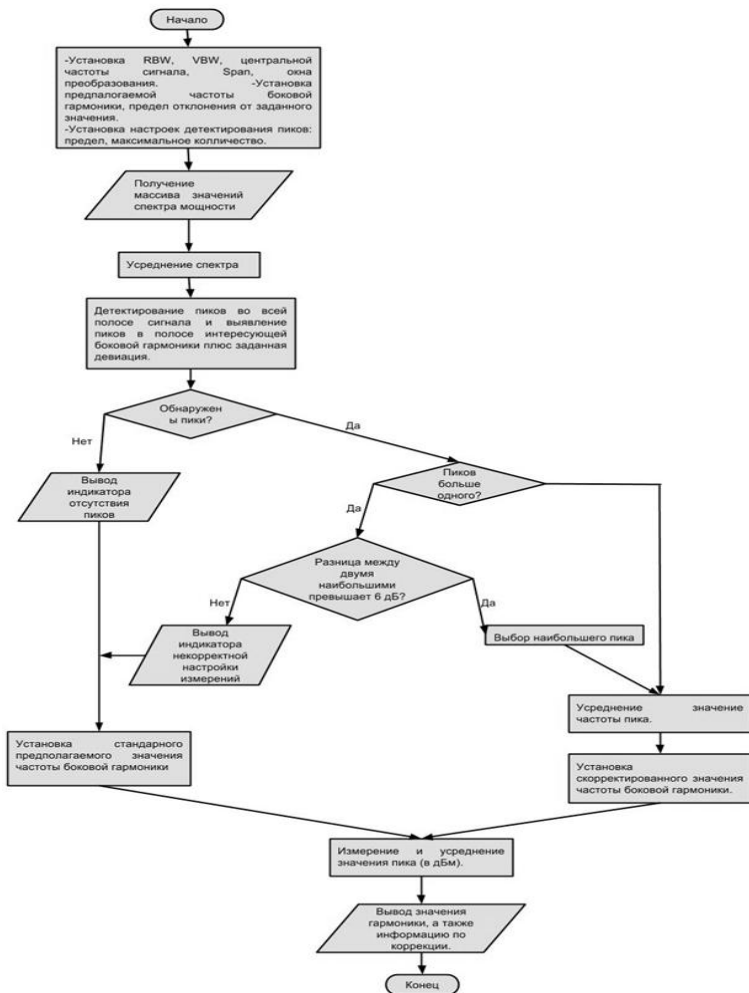 Начало
-Установка RBW, VBW, центральной
частоты сигнала, Span, окна
преобразования. -Установка
предпалогаемой частоты боковой
гармоники, предел отклонения от заданного
значения.
-Установка настроек детектирования пиков:
предел, максимальное колличество.
Получение
массива значений
спектра мощности
Усреднение спектра
Детектирование пиков во всей
полосе сигнала и выявление
пиков в полосе интересующей
боковой гармоники плюс заданная
девиация.
Обнаружен
ы пики?
Нет
Да
Вывод
индикатора
отсутствия
пиков
Пиков
больше
одного?
Да
Разница между
двумя
наибольшими
превышает 6 дБ?
Нет
Да
Вывод
индикатора
некорректной
настройки
измерений
Выбор наибольшего пика
Усреднение значение
частоты пика.
Установка стандарного
предполагаемого значения
частоты боковой гармоники
Установка
скорректированного значения
частоты боковой гармоники.
Измерение и усреднение
значения пика (в дБм).
Вывод значения
гармоники, а также
информацию по
коррекции.
Конец